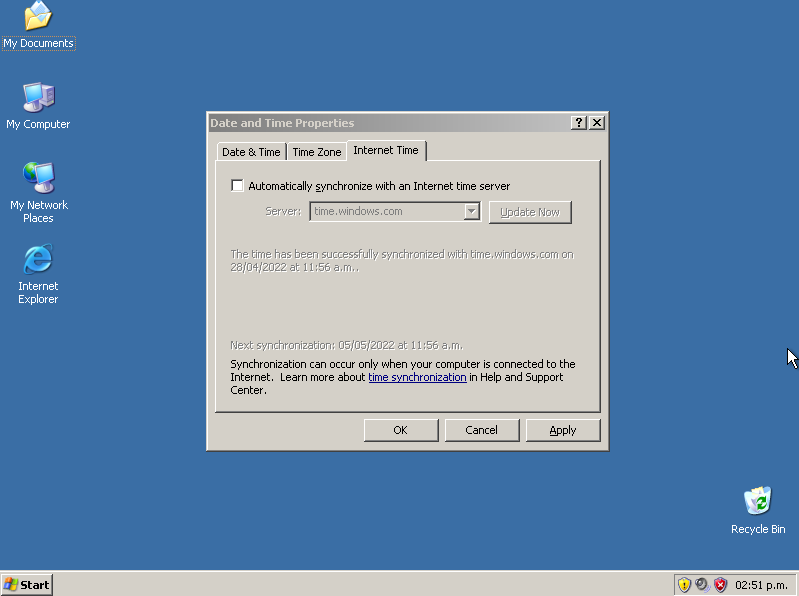 My Documents
My Computer
My Network
Places
Internet
Explorer
Date and Time Properties
Date & Time
Time Zone
Internet Time
Automatically synchronize with an Internet time server
Server:
time.windows.com
Update Now
The time has been successfully synchronized with time.windows.com on
28/04/2022 at 11:56 a.m..
Next synchronization: 05/05/2022 at 11:56 a.m.
Synchronization can occur only when your computer is connected to the
Internet. Learn more about time synchronization in Help and Support
Center.
OK
Cancel
Apply
Recycle Bin
Start
02:51 p.m.